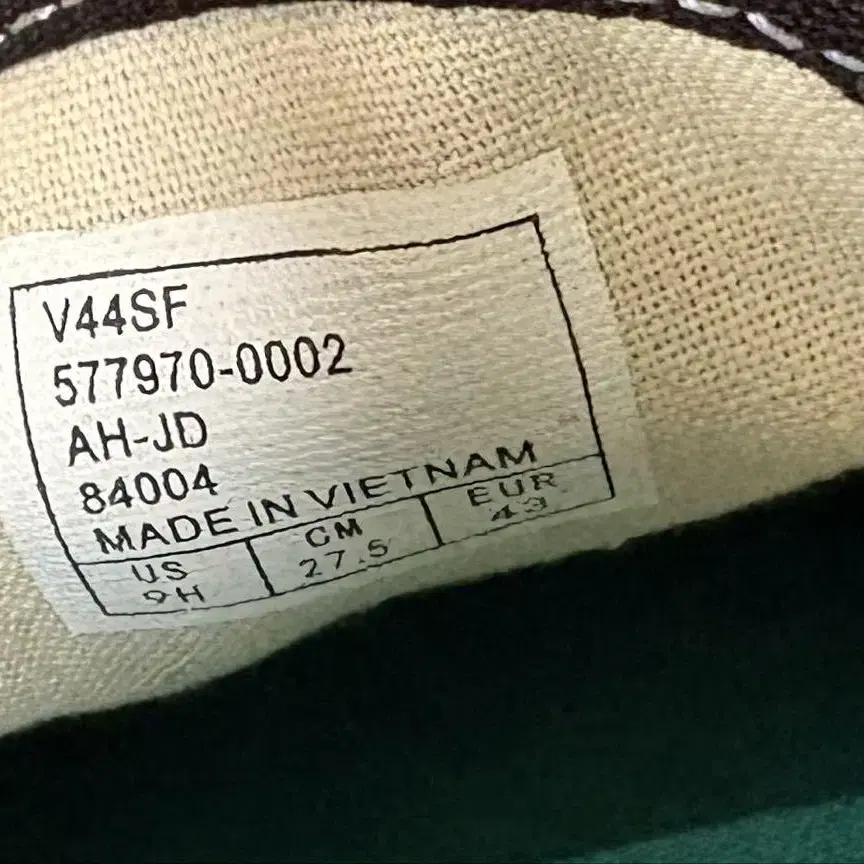 V44SF
577970-0002
AH-JD
84004
MADE IN VIETNAM
US CM EUR
9H 27.5 43